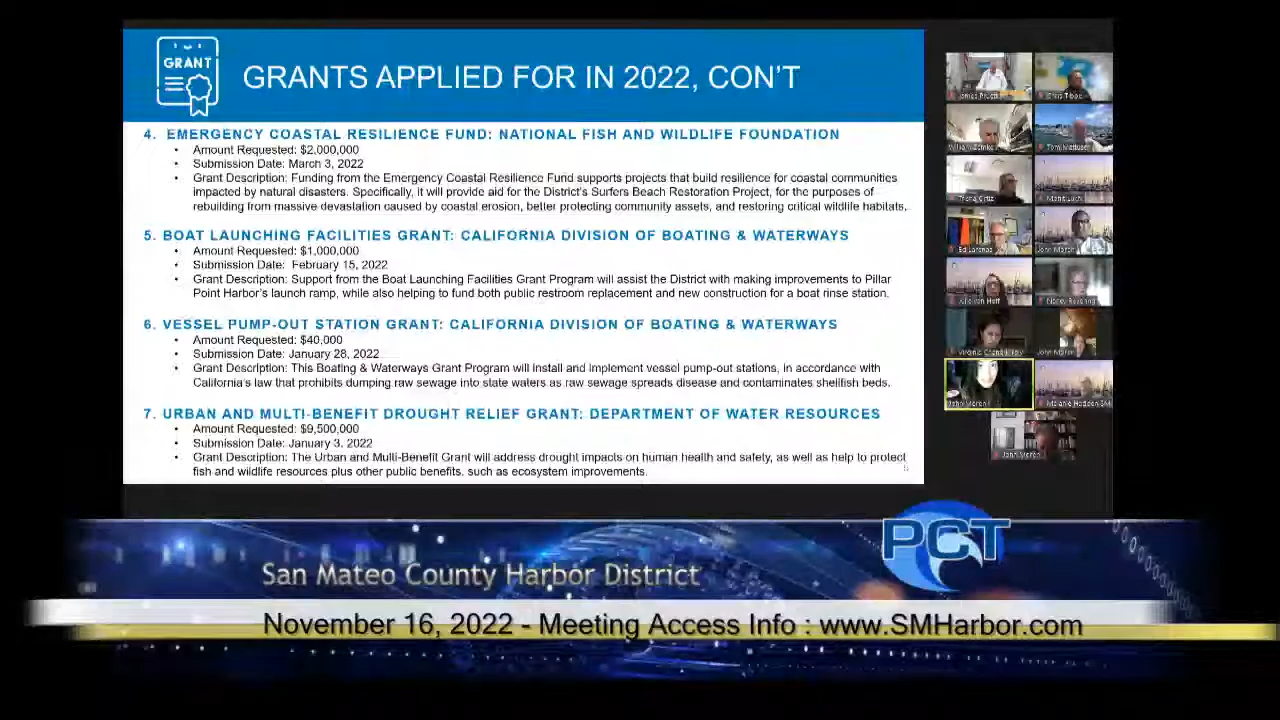 GRANT
GRANTS APPLIED FOR IN 2022, CON'T
4. EMERGENCY COASTAL RESILIENCE FUND: NATIONAL FISH AND WILDLIFE FOUNDATION
• Amount Requested: $2,000,000
• Submission Date: March 3, 2022
• Grant Description: Funding from the Emergency Coastal Resilience Fund supports projects that build resilience for coastal communities
impacted by natural disasters. Specifically, it will provide aid for the District's Surfers Beach Restoration Project, for the purposes of
rebuilding from massive devastation caused by coastal erosion, better protecting community assets, and restoring critical wildlife habitats.
5. BOAT LAUNCHING FACILITIES GRANT: CALIFORNIA DIVISION OF BOATING & WATERWAYS
• Amount Requested: $1,000,000
• Submission Date: February 15, 2022
• Grant Description: Support from the Boat Launching Facilities Grant Program will assist the District with making improvements to Pillar
Point Harbor's launch ramp, while also helping to fund both public restroom replacement and new construction for a boat rinse station.
6. VESSEL PUMP-OUT STATION GRANT: CALIFORNIA DIVISION OF BOATING & WATERWAYS
• Amount Requested: $40,000
• Submission Date: January 28, 2022
• Grant Description: This Boating & Waterways Grant Program will install and implement vessel pump-out stations, in accordance with
California's law that prohibits dumping raw sewage into state waters as raw sewage spreads disease and contaminates shellfish beds.
7. URBAN AND MULTI-BENEFIT DROUGHT RELIEF GRANT: DEPARTMENT OF WATER RESOURCES
• Amount Requested: $9,500,000
• Submission Date: January 3, 2022
• Grant Description: The Urban and Multi-Benefit Grant will address drought impacts on human health and safety, as well as help to protect
fish and wildlife resources plus other public benefits, such as ecosystem improvements.
James Pruett
William Zemke
Tom Mattusch
John Moren
John Moren
John Moren
John Moren
PCT
San Mateo County Harbor District
November 16, 2022 - Meeting Access Info : www.SMHarbor.com